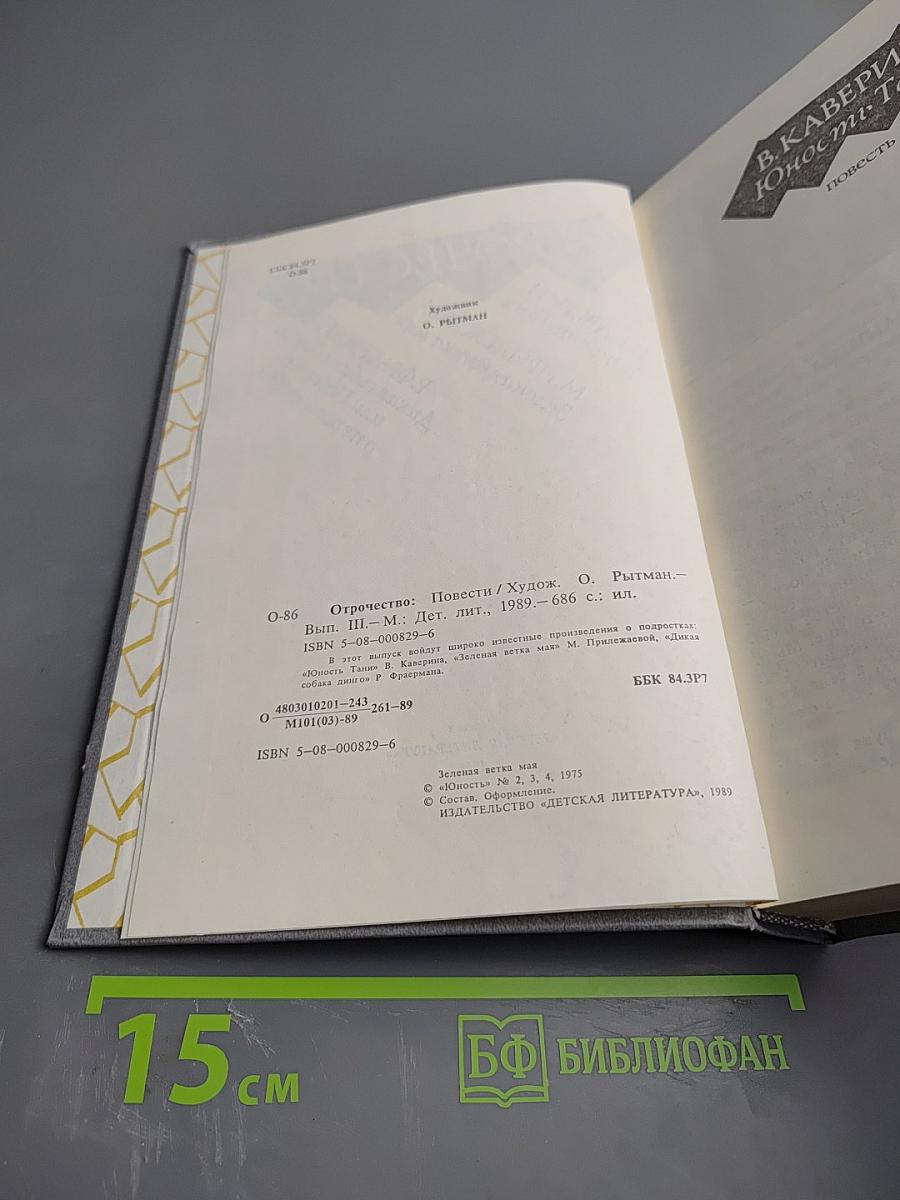 ББК 84.3Р7
О-86
Художник
О. РЫТМАН
О-86 Отрочество: Повести / Худож. О. Рытман.—
Вып. III.— М.: Дет. лит., 1989.— 686 с.: ил.
ISBN 5—08—000829—6
В этот выпуск войдут широко известные произведения о подростках:
«Юность Тани» В. Каверина, «Зеленая ветка мая» М. Прилежаевой, «Дикая
собака динго» Р Фраермана.
О 4803010201—243 261—89
М101(03)-89
ББК 84.3Р7
ISBN 5—08—000829—6
Зеленая ветка мая
© «Юность» № 2, 3, 4, 1975
© Состав, Оформление.
ИЗДАТЕЛЬСТВО «ДЕТСКАЯ ЛИТЕРАТУРА», 1989
В. КАВЕРИ
Юность Та
ПОВЕСТЬ
15 см
БФ БИБЛИОФАН